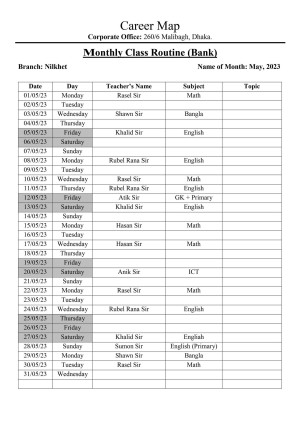 Career Map
Corporate Office: 260/6 Malibagh, Dhaka.
Monthly Class Routine (Bank)
Branch: Nilkhet Name of Month: May, 2023
Date Day Teacher's Name Subject Topic
01/05/23 Monday Rasel Sir Math
02/05/23 Tuesday
03/05/23 Wednesday Shawn Sir Bangla
04/05/23 Thursday
05/05/23 Friday Khalid Sir English
06/05/23 Saturday
07/05/23 Sunday
08/05/23 Monday Rubel Rana Sir English
09/05/23 Tuesday
10/05/23 Wednesday Rasel Sir Math
11/05/23 Thursday Rubel Rana Sir English
12/05/23 Friday Atik Sir GK + Primary
13/05/23 Saturday Khalid Sir English
14/05/23 Sunday
15/05/23 Monday Hasan Sir Math
16/05/23 Tuesday
17/05/23 Wednesday Hasan Sir Math
18/05/23 Thursday
19/05/23 Friday
20/05/23 Saturday Anik Sir ICT
21/05/23 Sunday
22/05/23 Monday Rasel Sir Math
23/05/23 Tuesday
24/05/23 Wednesday Rubel Rana Sir English
25/05/23 Thursday
26/05/23 Friday
27/05/23 Saturday Khalid Sir English
28/05/23 Sunday Sumon Sir English (Primary)
29/05/23 Monday Shawn Sir Bangla
30/05/23 Tuesday Rasel Sir Math
31/05/23 Wednesday